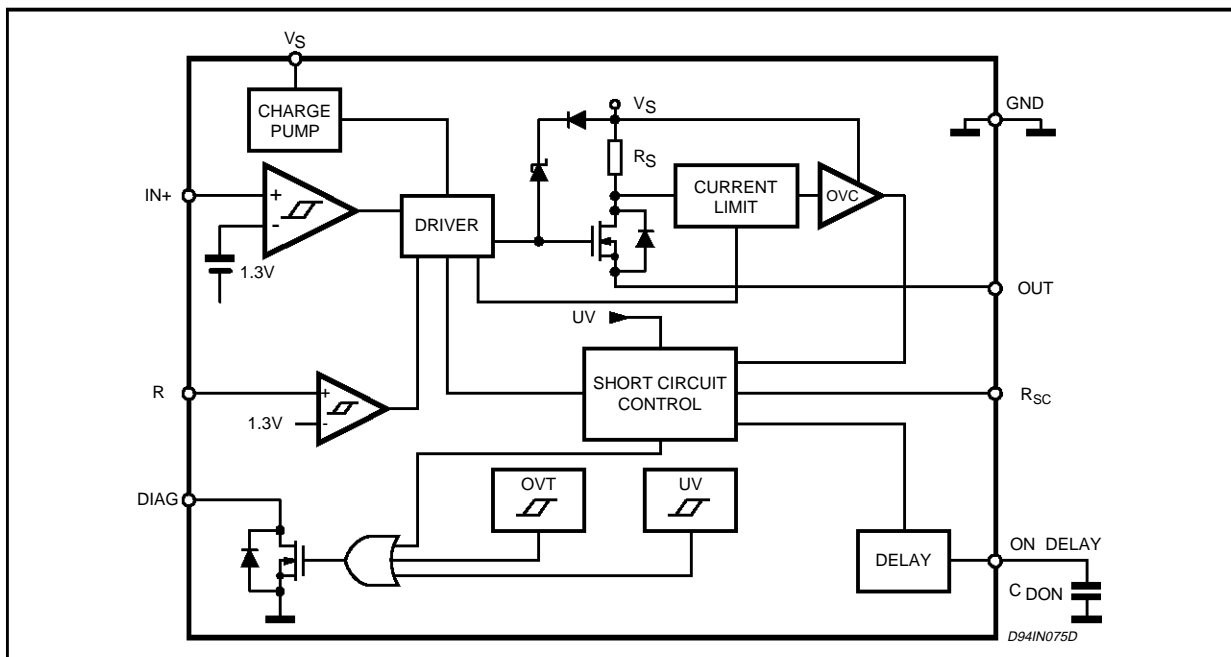 VS
CHARGE
PUMP
VS
GND
RS
IN+
+
-
1.3V
DRIVER
CURRENT
LIMIT
OVC
OUT
UV
SHORT CIRCUIT
CONTROL
R
+
-
1.3V
RSC
DIAG
OVT
UV
DELAY
ON DELAY
CDON
D94IN075D